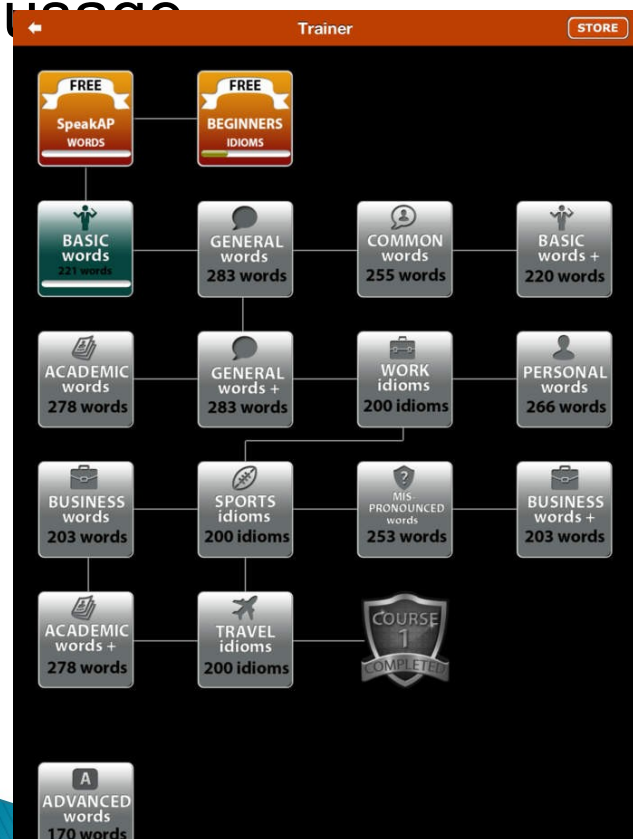 usage
Trainer
STORE
FREE
SpeakAP
WORDS
FREE
BEGINNERS
IDIOMS
BASIC
words
221 words
GENERAL
words
283 words
COMMON
words
255 words
BASIC
words +
220 words
ACADEMIC
words
278 words
GENERAL
words +
283 words
WORK
idioms
200 idioms
PERSONAL
words
266 words
BUSINESS
words
203 words
SPORTS
idioms
200 idioms
?
MIS-
PRONOUNCED
words
253 words
BUSINESS
words +
203 words
ACADEMIC
words +
278 words
TRAVEL
idioms
200 idioms
COURSE
1
COMPLETED
A
ADVANCED
words
170 words